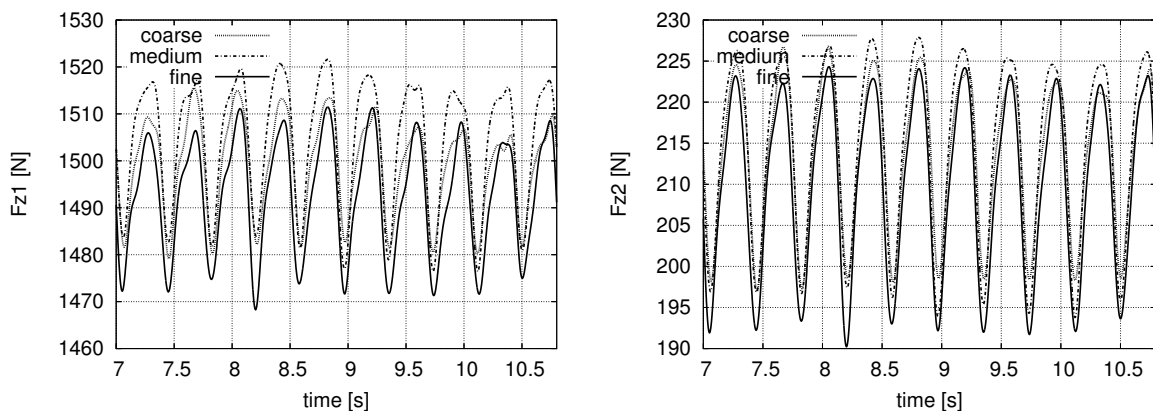 1530
1520
1510
1500
1490
1480
1470
1460
Fz1 [N]
coarse
medium
fine
7 7.5 8 8.5 9 9.5 10 10.5
time [s]
230
225
220
215
210
205
200
195
190
Fz2 [N]
coarse
medium
fine
7 7.5 8 8.5 9 9.5 10 10.5
time [s]